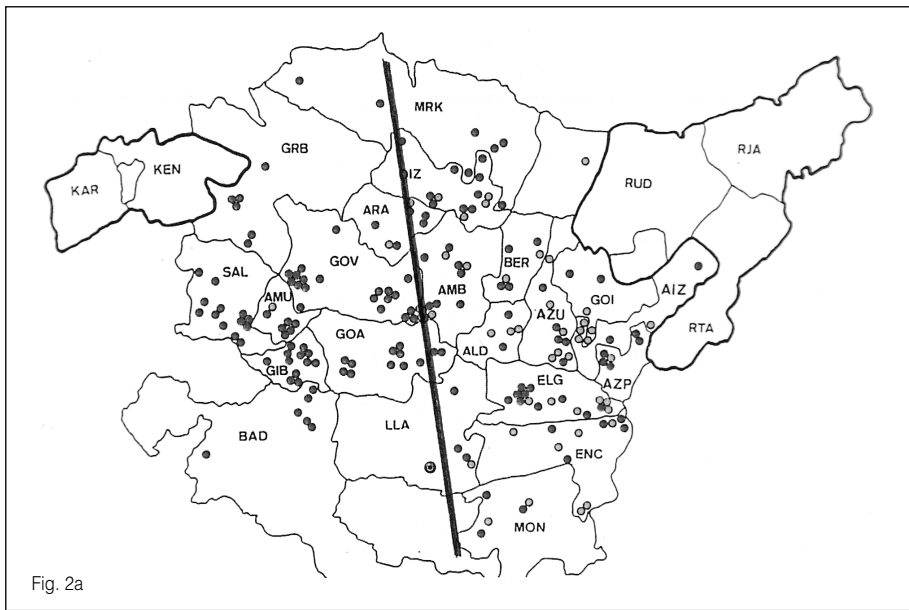 MRK
GRB
RJA
KEN
KAR
IZ
RUD
ARA
GOV
BER
SAL
AMB
AIZ
AMU
GOI
AZU
RTA
GOA
ALD
GIB
ELG
AZP
LLA
BAD
ENC
MON
Fig. 2a